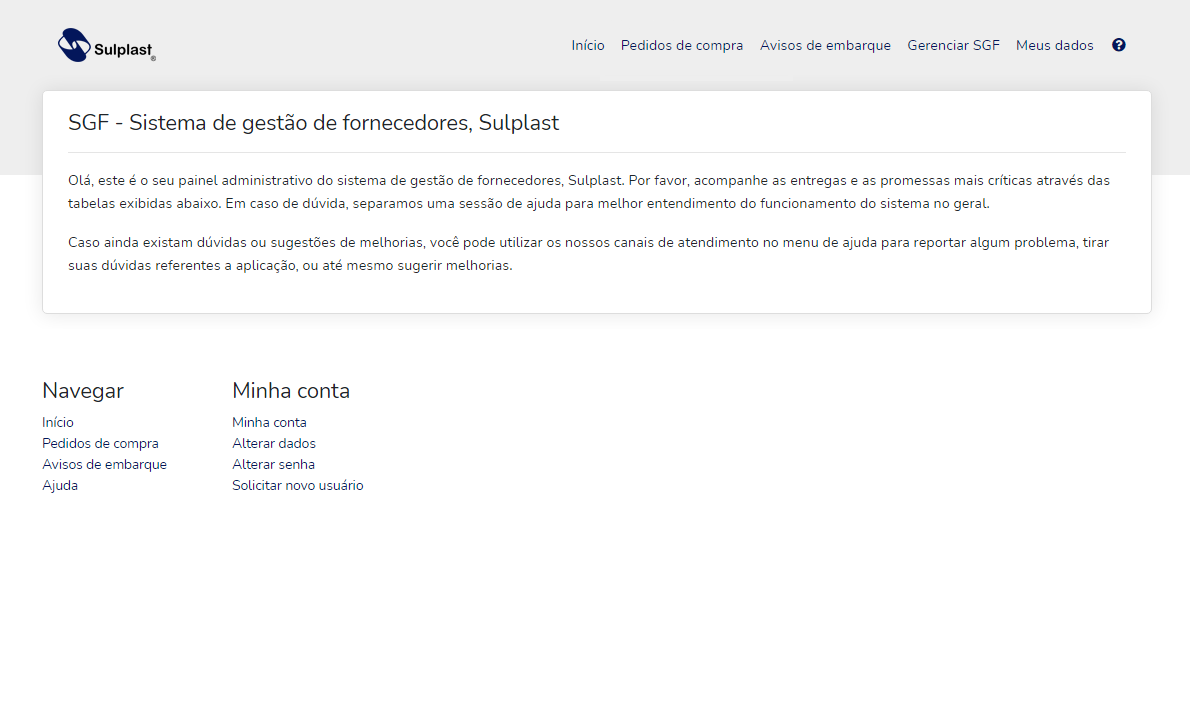 Sulplast®
Início Pedidos de compra Avisos de embarque Gerenciar SGF Meus dados ?
SGF - Sistema de gestão de fornecedores, Sulplast
Olá, este é o seu painel administrativo do sistema de gestão de fornecedores, Sulplast. Por favor, acompanhe as entregas e as promessas mais críticas através das
tabelas exibidas abaixo. Em caso de dúvida, separamos uma sessão de ajuda para melhor entendimento do funcionamento do sistema no geral.
Caso ainda existam dúvidas ou sugestões de melhorias, você pode utilizar os nossos canais de atendimento no menu de ajuda para reportar algum problema, tirar
suas dúvidas referentes a aplicação, ou até mesmo sugerir melhorias.
Navegar
Início
Pedidos de compra
Avisos de embarque
Ajuda
Minha conta
Minha conta
Alterar dados
Alterar senha
Solicitar novo usuário